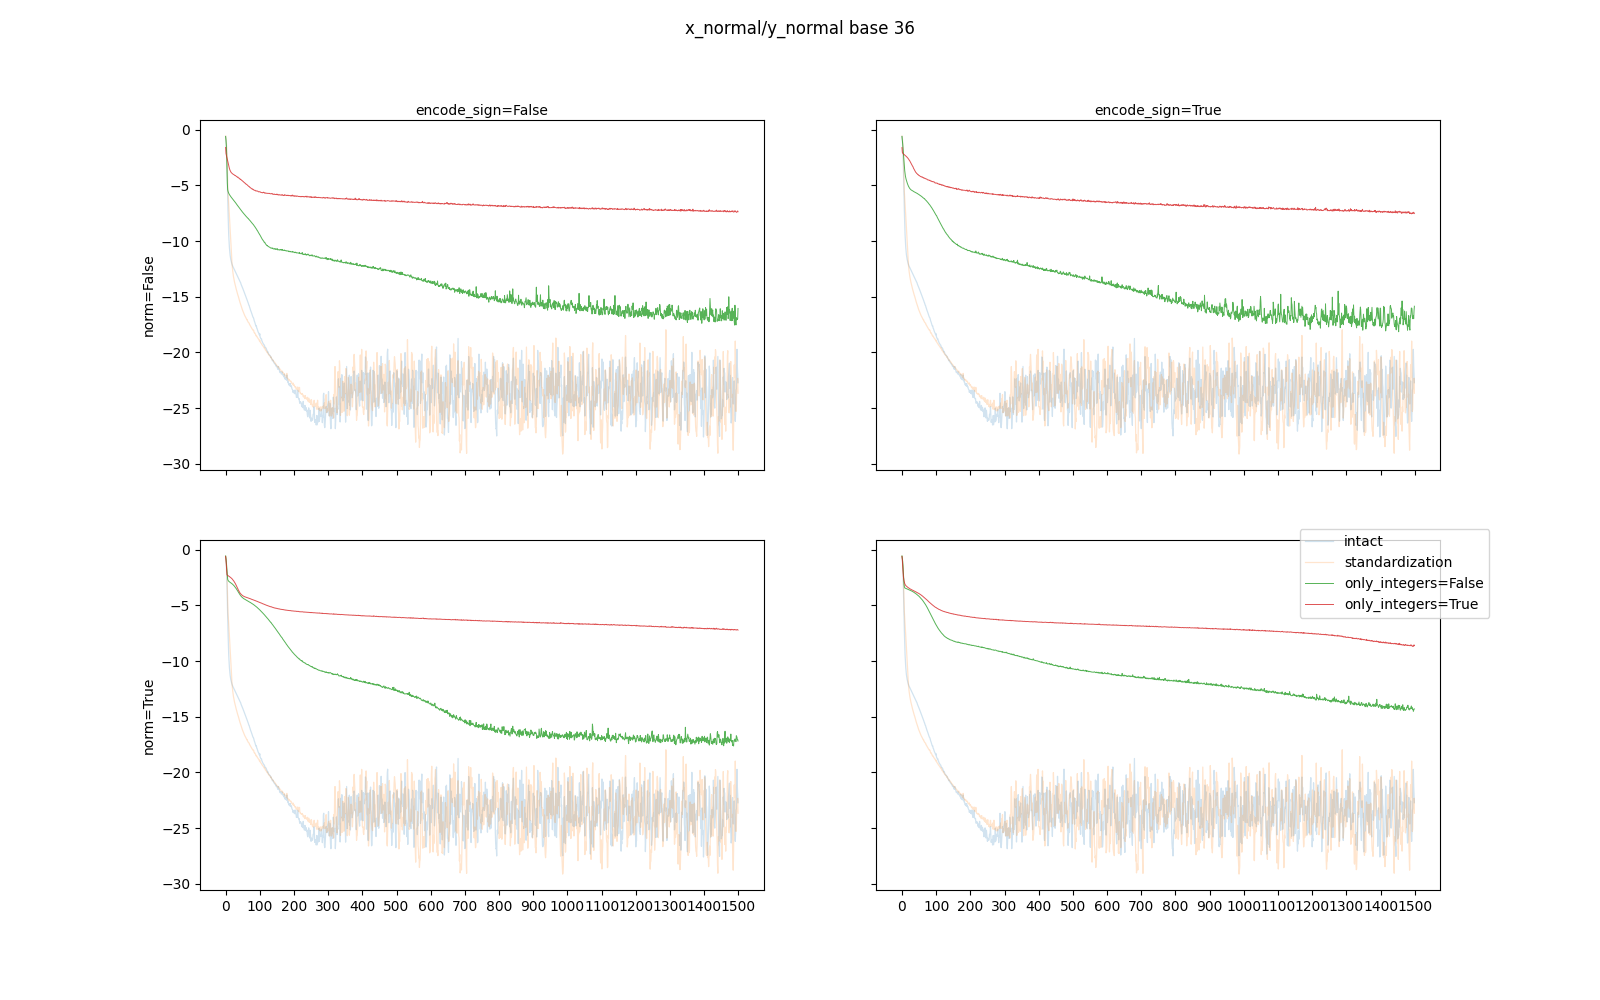 x_normal/y_normal base 36
encode_sign=False
encode_sign=True
norm=False
0
−5
−10
−15
−20
−25
−30
norm=True
0
−5
−10
−15
−20
−25
−30
intact
standardization
only_integers=False
only_integers=True
0 100 200 300 400 500 600 700 800 900 1000 1100 1200 1300 1400 1500
0 100 200 300 400 500 600 700 800 900 1000 1100 1200 1300 1400 1500